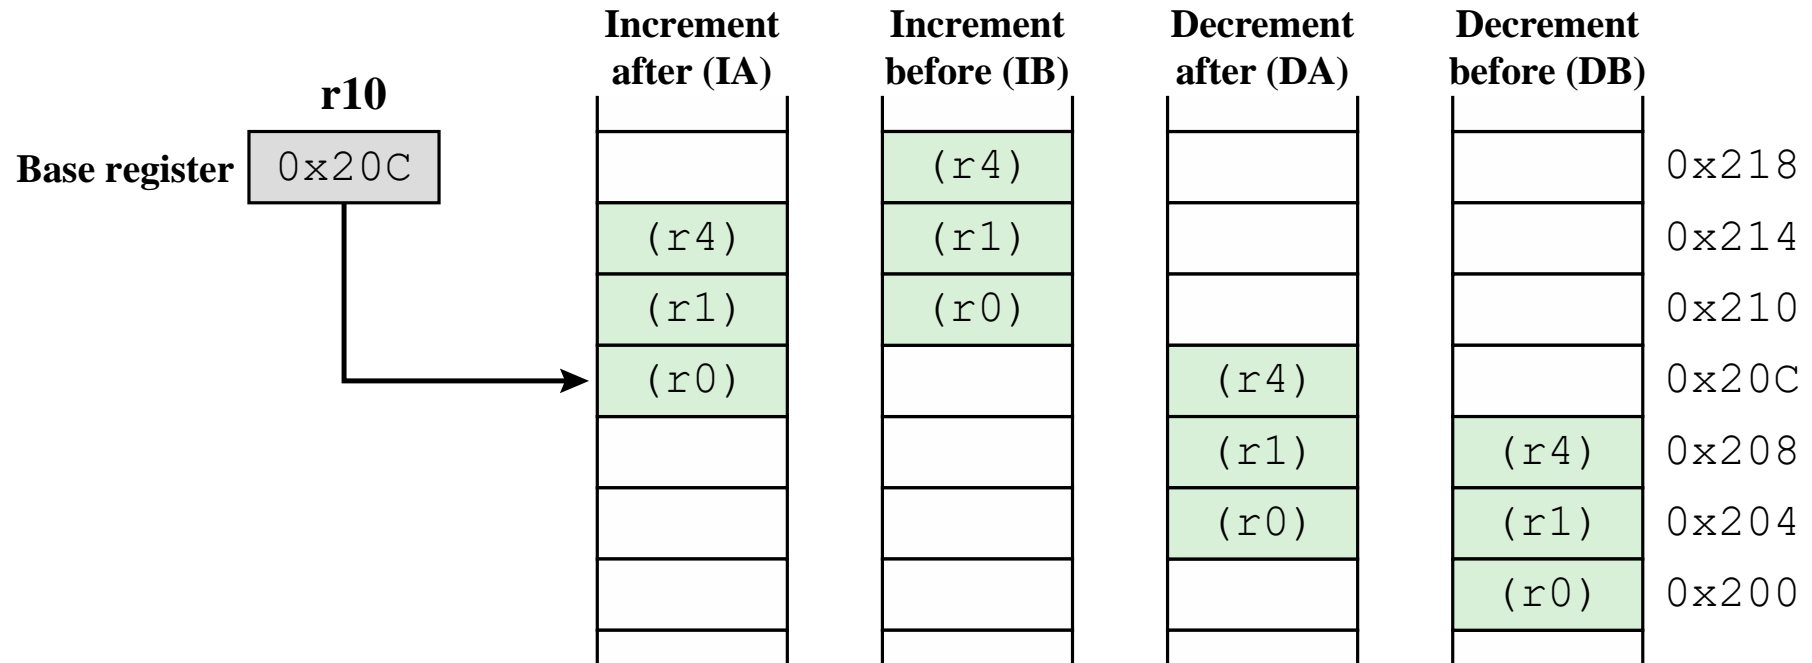 Increment Increment Decrement Decrement
after (IA) before (IB) after (DA) before (DB)
r10
Base register 0x20C (r4) 0x218
(r4) (r1) 0x214
(r1) (r0) 0x210
(r0) (r4) 0x20C
(r1) (r4) 0x208
(r0) (r1) 0x204
(r0) 0x200